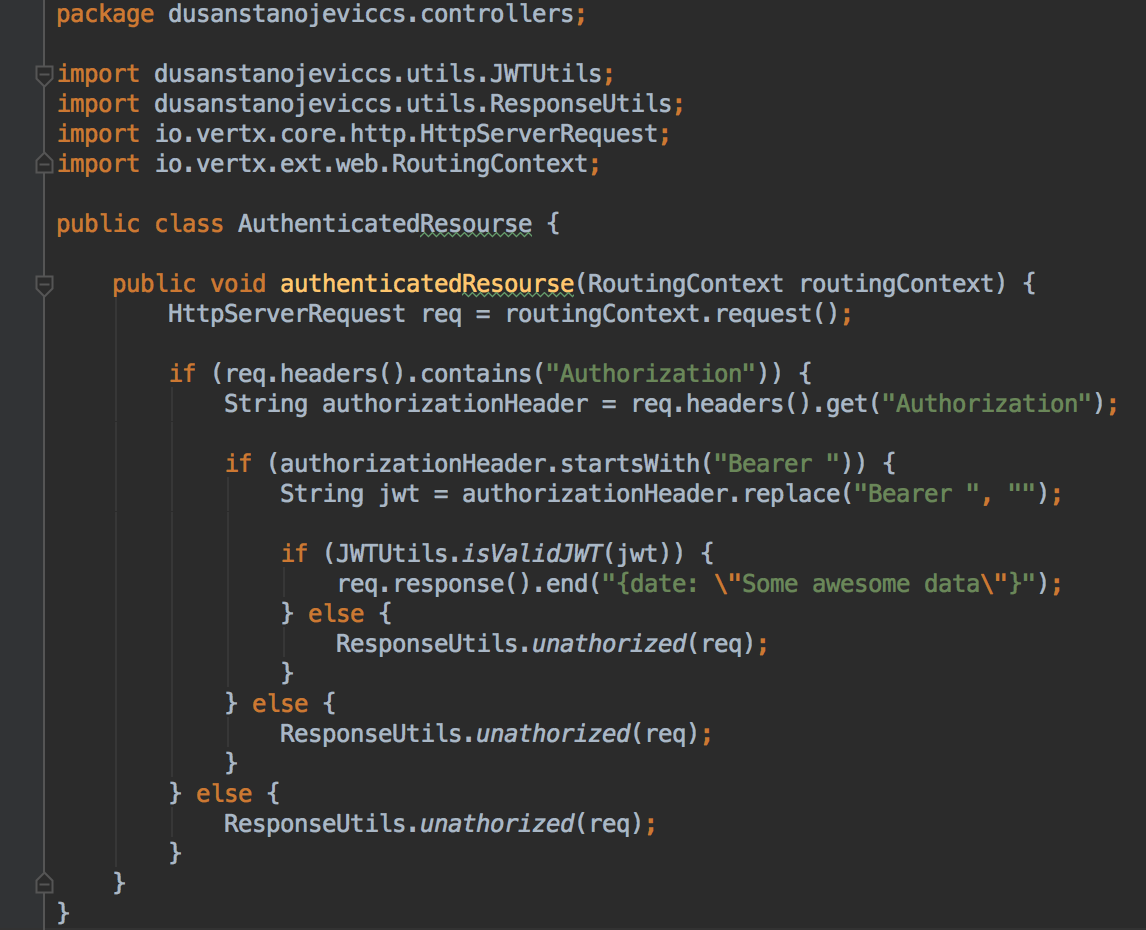 package dusanstanojeviccs.controllers;
import dusanstanojeviccs.utils.JWTUtils;
import dusanstanojeviccs.utils.ResponseUtils;
import io.vertx.core.http.HttpServerRequest;
import io.vertx.ext.web.RoutingContext;
public class AuthenticatedResourse {
    public void authenticatedResourse(RoutingContext routingContext) {
        HttpServerRequest req = routingContext.request();
        if (req.headers().contains("Authorization")) {
            String authorizationHeader = req.headers().get("Authorization");
            if (authorizationHeader.startsWith("Bearer ")) {
                String jwt = authorizationHeader.replace("Bearer ", "");
                if (JWTUtils.isValidJWT(jwt)) {
                    req.response().end("{date: \"Some awesome data\"}");
                } else {
                    ResponseUtils.unathorized(req);
                }
            } else {
                ResponseUtils.unathorized(req);
            }
        } else {
            ResponseUtils.unathorized(req);
        }
    }
}